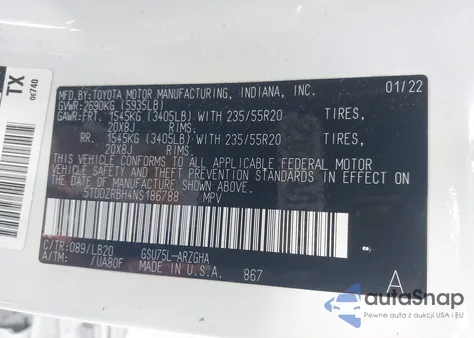 TX
0E740
MFD.BY:TOYOTA MOTOR MANUFACTURING, INDIANA, INC. 01/22
GVWR:2690KG (5935LB)
GAWR:FRT. 1545KG (3405LB) WITH 235/55R20 TIRES,
20X8J RIMS.
RR. 1545KG (3405LB) WITH 235/55R20 TIRES,
20X8J RIMS.
THIS VEHICLE CONFORMS TO ALL APPLICABLE FEDERAL MOTOR
VEHICLE SAFETY AND THEFT PREVENTION STANDARDS IN
EFFECT ON THE DATE OF MANUFACTURE SHOWN ABOVE.
5TDDZRBH4NS186788 MPV
C/TR:089/LB20 GSU75L-ARZGHA
A/TM: /UA80F MADE IN U.S.A. 867
A
autaSnap
Pewne auta z aukcji USA i EU